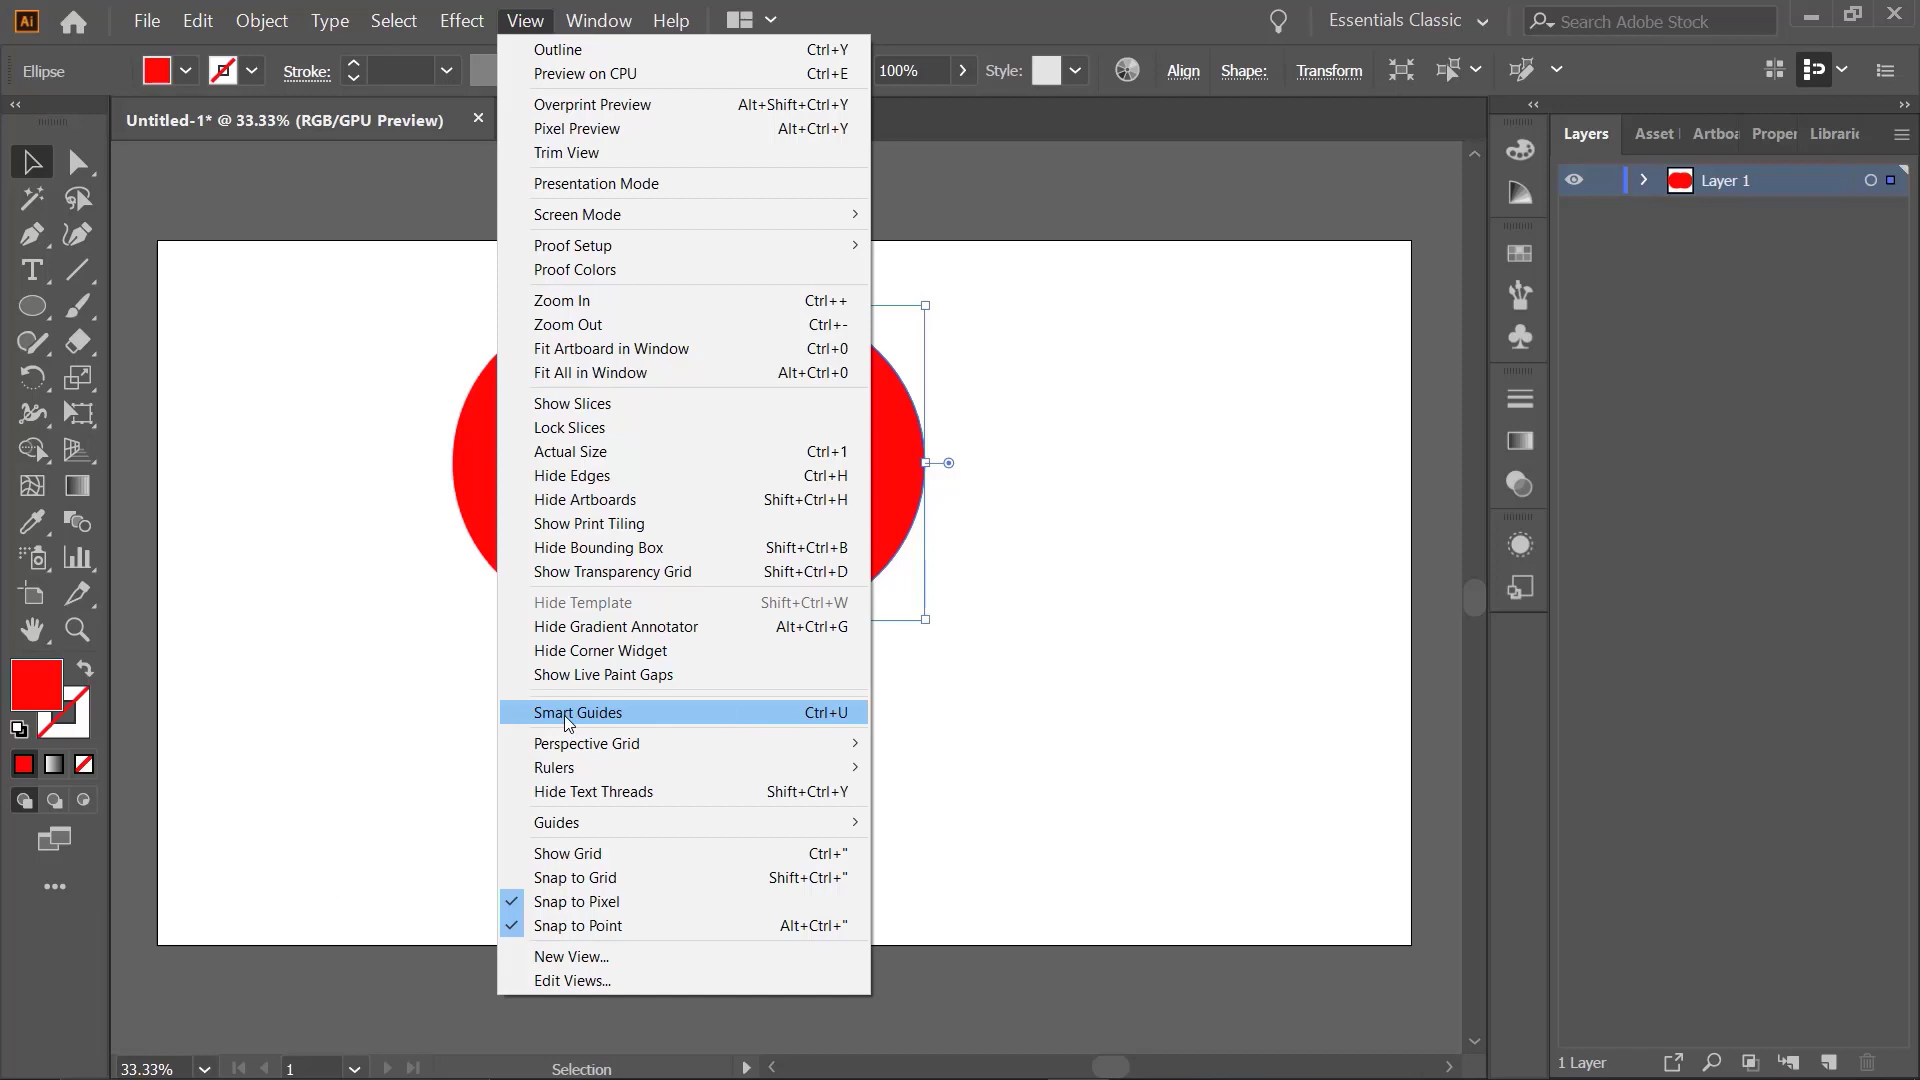 Ai File Edit Object Type Select Effect View Window Help Essentials Classic Search Adobe Stock
Ellipse Stroke: 100% Style: Align Shape: Transform
Untitled-1* @ 33.33% (RGB/GPU Preview)
Layers Asset Artboa Proper Librarie
Layer 1
Outline Ctrl+Y
Preview on CPU Ctrl+E
Overprint Preview Alt+Shift+Ctrl+Y
Pixel Preview Alt+Ctrl+Y
Trim View
Presentation Mode
Screen Mode
Proof Setup
Proof Colors
Zoom In Ctrl++
Zoom Out Ctrl+-
Fit Artboard in Window Ctrl+0
Fit All in Window Alt+Ctrl+0
Show Slices
Lock Slices
Actual Size Ctrl+1
Hide Edges Ctrl+H
Hide Artboards Shift+Ctrl+H
Show Print Tiling
Hide Bounding Box Shift+Ctrl+B
Show Transparency Grid Shift+Ctrl+D
Hide Template Shift+Ctrl+W
Hide Gradient Annotator Alt+Ctrl+G
Hide Corner Widget
Show Live Paint Gaps
Smart Guides Ctrl+U
Perspective Grid
Rulers
Hide Text Threads Shift+Ctrl+Y
Guides
Show Grid Ctrl+"
Snap to Grid Shift+Ctrl+"
Snap to Pixel
Snap to Point Alt+Ctrl+"
New View...
Edit Views...
33.33% 1 Selection
1 Layer